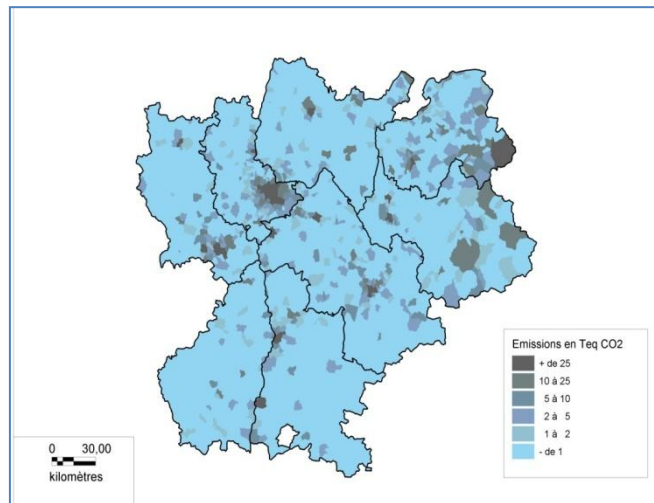 Emissions en Teq CO2
+ de 25
10 à 25
5 à 10
2 à 5
1 à 2
- de 1
0 30,00
kilomètres